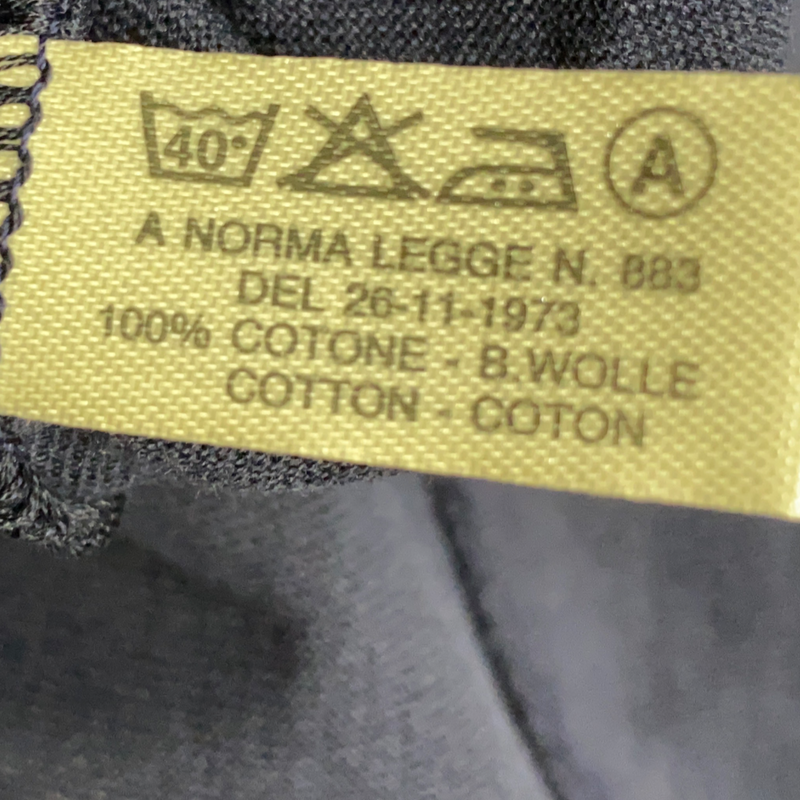 40°
A
A NORMA LEGGE N. 883
DEL 26-11-1973
100% COTONE - B.WOLLE
COTTON - COTON